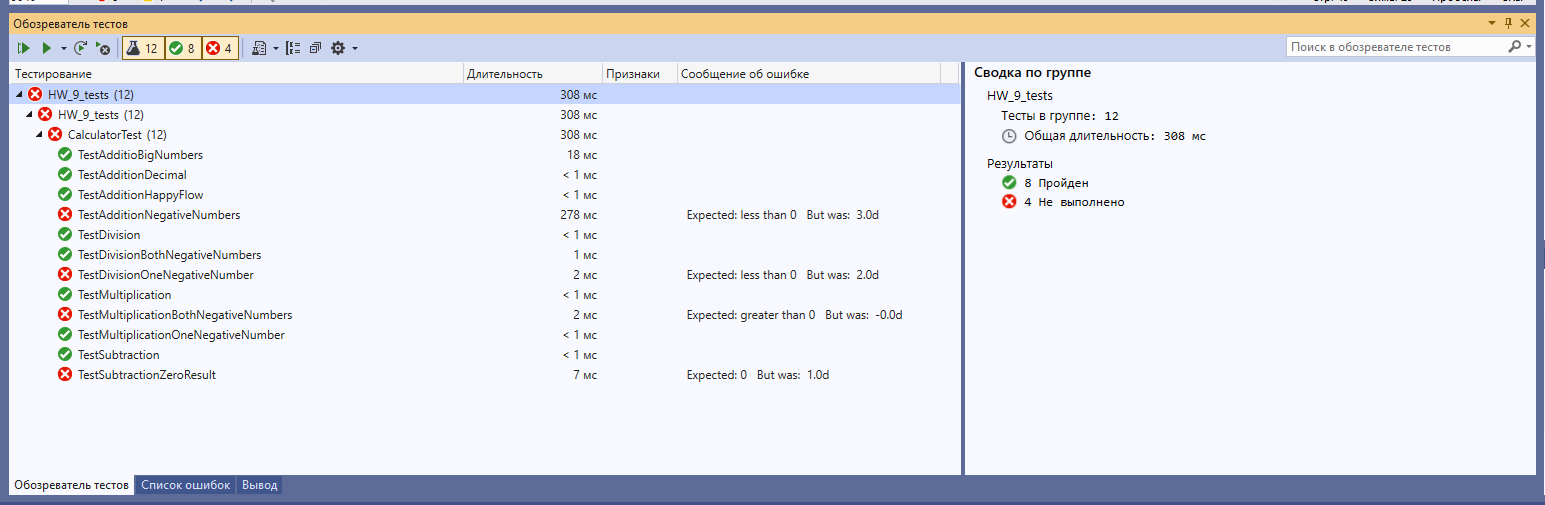 Обозреватель тестов
12 8 4 Поиск в обозревателе тестов
Тестирование Длительность Признаки Сообщение об ошибке
HW_9_tests (12) 308 мс
HW_9_tests (12) 308 мс
CalculatorTest (12) 308 мс
TestAdditioBigNumbers 18 мс
TestAdditionDecimal < 1 мс
TestAdditionHappyFlow < 1 мс
TestAdditionNegativeNumbers 278 мс Expected: less than 0 But was: 3.0d
TestDivision < 1 мс
TestDivisionBothNegativeNumbers 1 мс
TestDivisionOneNegativeNumber 2 мс Expected: less than 0 But was: 2.0d
TestMultiplication < 1 мс
TestMultiplicationBothNegativeNumbers 2 мс Expected: greater than 0 But was: -0.0d
TestMultiplicationOneNegativeNumber < 1 мс
TestSubtraction < 1 мс
TestSubtractionZeroResult 7 мс Expected: 0 But was: 1.0d
Сводка по группе
HW_9_tests
Тесты в группе: 12
Общая длительность: 308 мс
Результаты
8 Пройден
4 Не выполнено
Обозреватель тестов Список ошибок Вывод